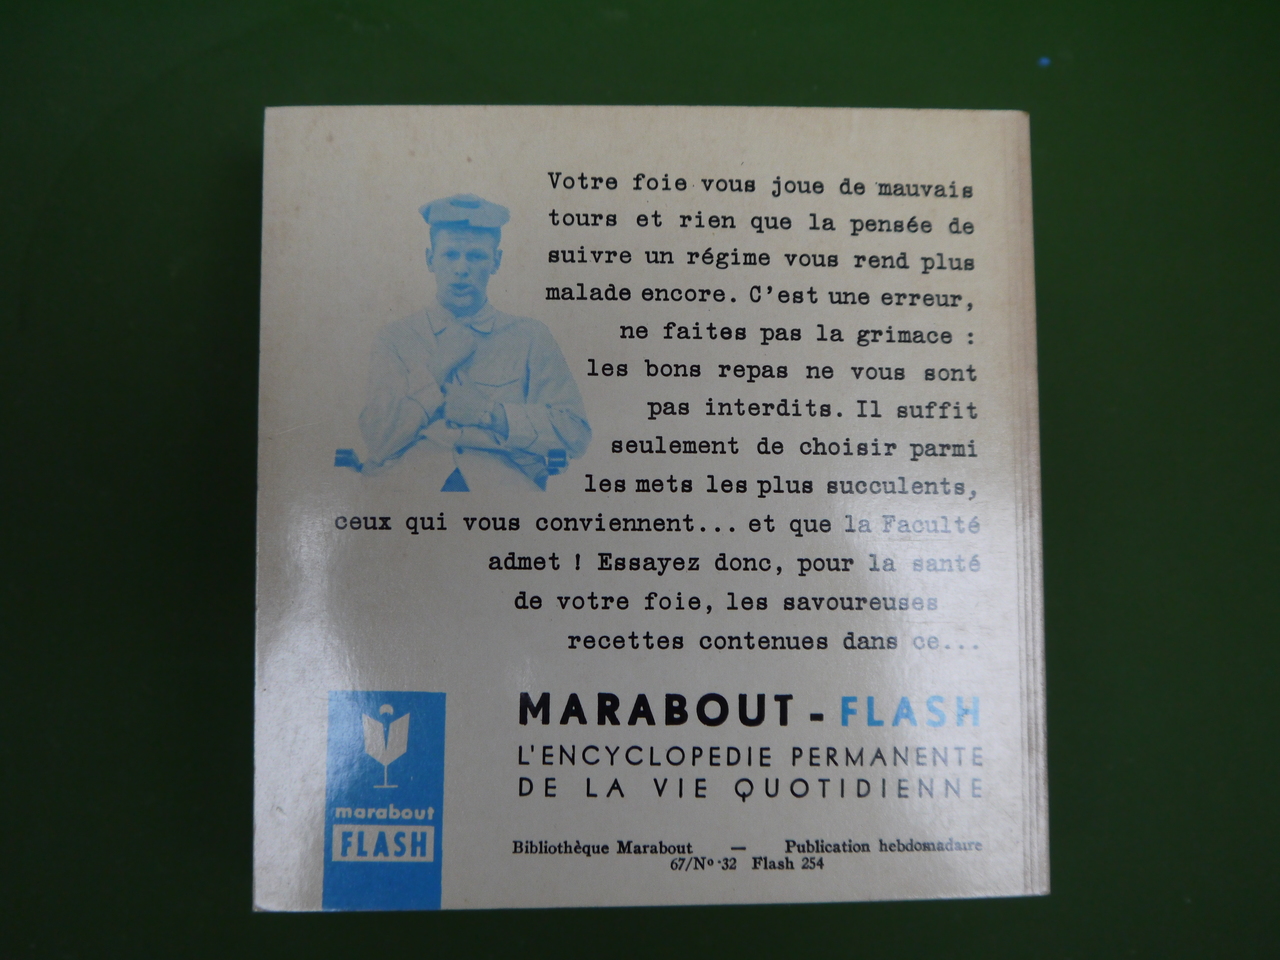 Votre foie vous joue de mauvais
tours et rien que la pensée de
suivre un régime vous rend plus
malade encore. C'est une erreur,
ne faites pas la grimace :
les bons repas ne vous sont
pas interdits. Il suffit
seulement de choisir parmi
les mets les plus succulents,
ceux qui vous conviennent... et que la Faculté
admet ! Essayez donc, pour la santé
de votre foie, les savoureuses
recettes contenues dans ce...
MARABOUT - FLASH
L'ENCYCLOPEDIE PERMANENTE
DE LA VIE QUOTIDIENNE
marabout
FLASH
Bibliothèque Marabout — Publication hebdomadaire
67/No 32 Flash 254